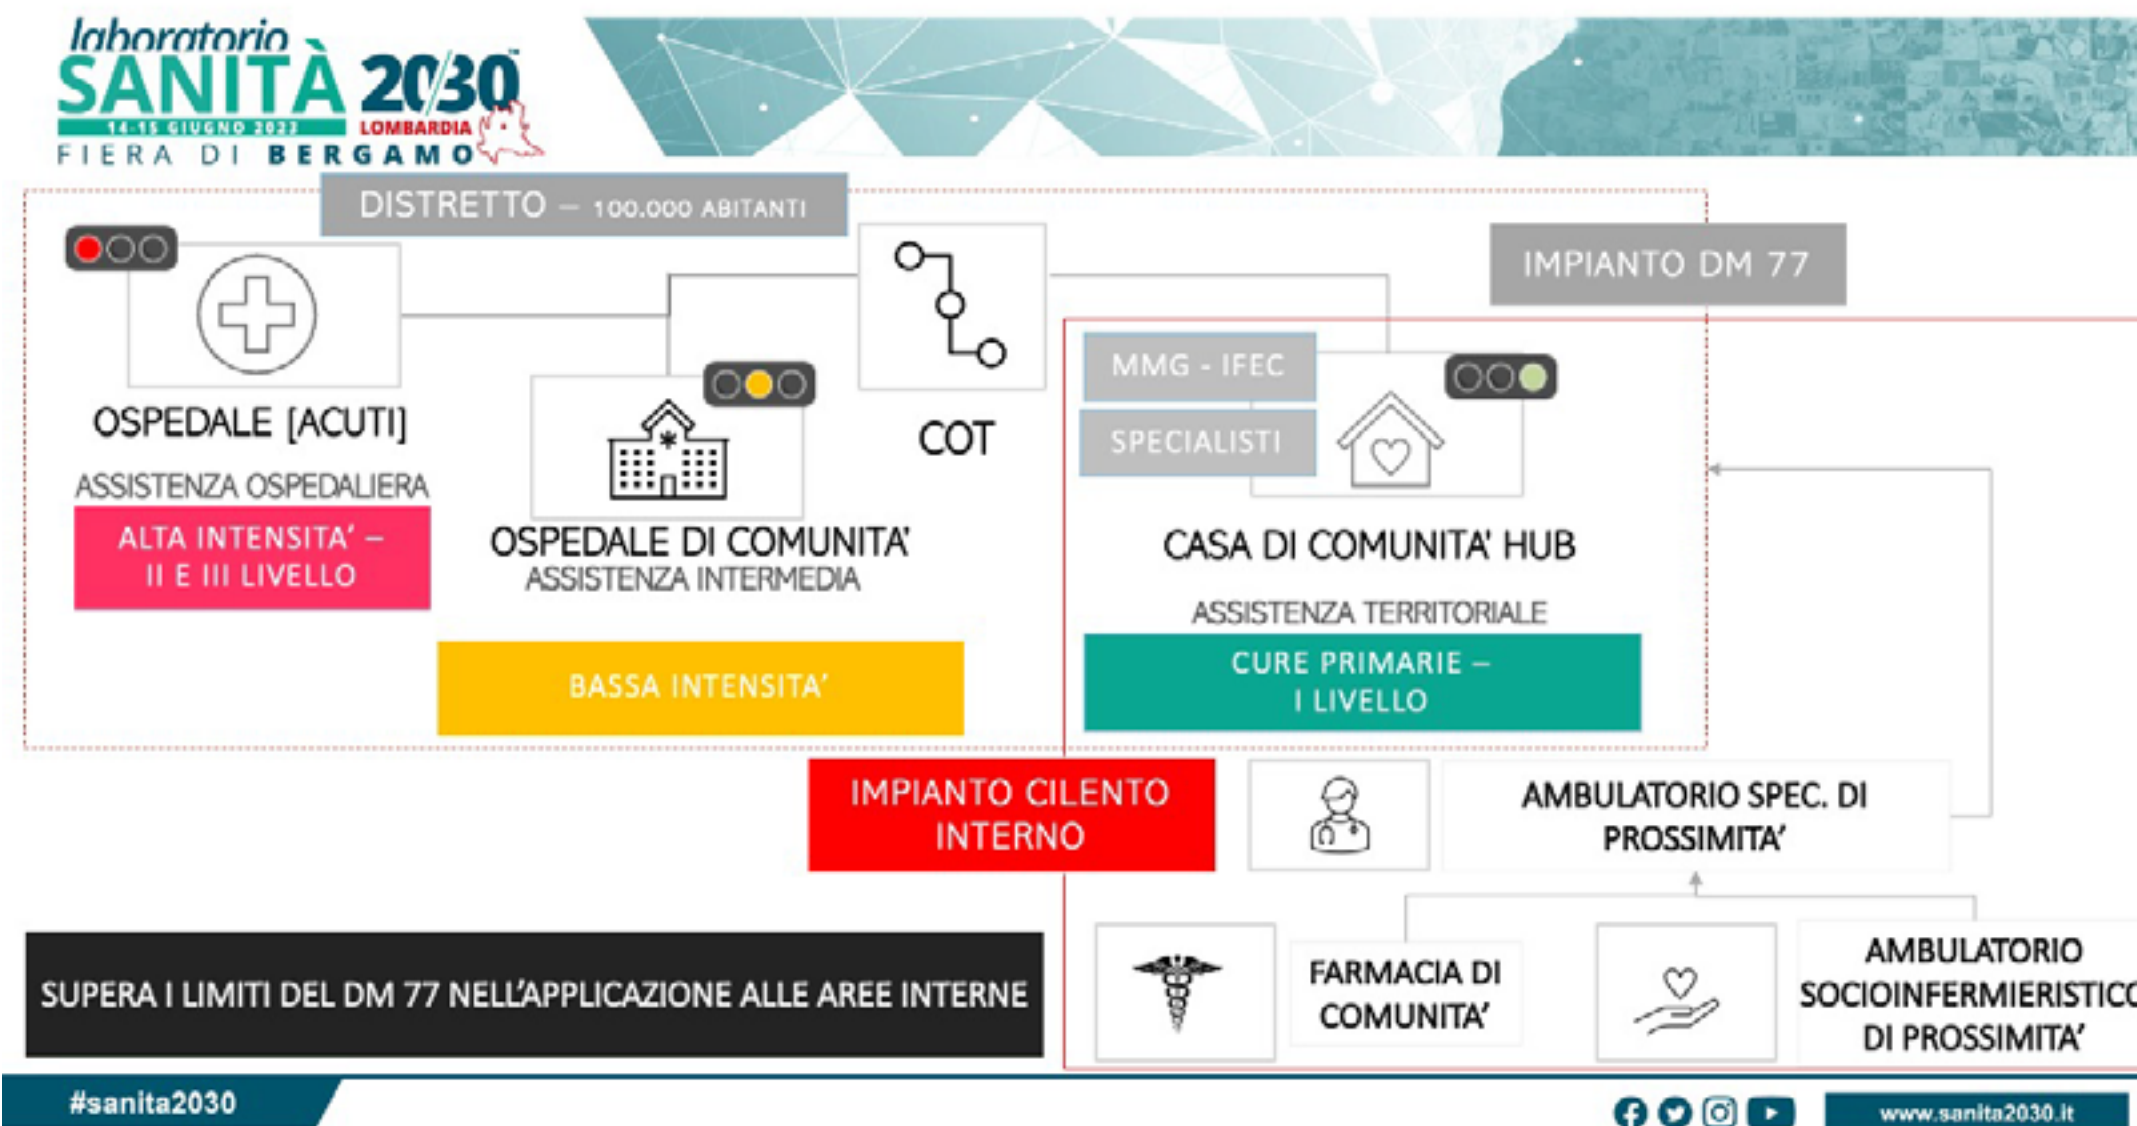 laboratorio
SANITÀ 20/30™
14-15 GIUGNO 2023 LOMBARDIA
FIERA DI BERGAMO
DISTRETTO – 100.000 ABITANTI
IMPIANTO DM 77
MMG - IFEC
SPECIALISTI
OSPEDALE [ACUTI]
COT
ASSISTENZA OSPEDALIERA
ALTA INTENSITA’ –
II E III LIVELLO
OSPEDALE DI COMUNITA’
ASSISTENZA INTERMEDIA
BASSA INTENSITA’
CASA DI COMUNITA’ HUB
ASSISTENZA TERRITORIALE
CURE PRIMARIE –
I LIVELLO
IMPIANTO CILENTO
INTERNO
AMBULATORIO SPEC. DI
PROSSIMITA’
SUPERA I LIMITI DEL DM 77 NELL’APPLICAZIONE ALLE AREE INTERNE
FARMACIA DI
COMUNITA’
AMBULATORIO
SOCIOINFERMIERISTICO
DI PROSSIMITA’
#sanita2030
www.sanita2030.it